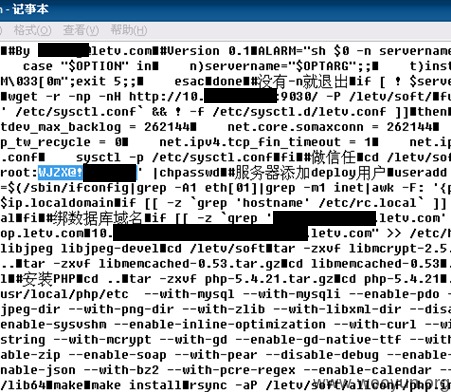 n - 记事本
格式(O) 查看(V) 帮助(H)
■#By @letv.com■#Version 0.1■ALARM="sh $0 -n servername
case "$OPTION" in■ n)servername="$OPTARG";;■ t)inst
M\033[0m";exit 5;;■ esac■done■#没有-n就退出■if [ ! $serve
■wget -r -np -nH http://10. :9030/ -P /letv/soft/■fu
' /etc/sysctl.conf` && ! -f /etc/sysctl.d/letv.conf ]]■then
tdev_max_backlog = 262144■ net.core.somaxconn = 262144■
p_tw_recycle = 0■ net.ipv4.tcp_fin_timeout = 1■ net.i
.conf■ sysctl -p /etc/sysctl.conf■fi■#做信任■cd /letv/
root:WJZX@! ' |chpasswd■#服务器添加deploy用户■useradd
=$(/sbin/ifconfig|grep -A1 eth[01]|grep -m1 inet|awk -F: '{p
$ip.localdomain■if [[ -z `grep 'hostname' /etc/rc.local` ]]
al■fi■#绑数据库域名■if [[ -z `grep ' .letv.com'
op.letv.com■10. .letv.com" >> /etc/h
libjpeg libjpeg-devel■cd /letv/soft■tar -zxvf libmcrypt-2.5.
..■tar -zxvf libmemcached-0.53.tar.gz■cd libmemcached-0.53■.
l■#安装PHP■cd ..■tar -zxvf php-5.4.21.tar.gz■cd php-5.4.21■.
usr/local/php/etc --with-mysql --with-mysqli --enable-pdo -
jpeg-dir --with-png-dir --with-zlib --with-libxml-dir --disa
enable-sysvshm --enable-inline-optimization --with-curl --wi
string --with-mcrypt --with-gd --enable-gd-native-ttf --with
able-zip --enable-soap --with-pear --disable-debug --enable-
nable-json --with-bz2 --with-pcre-regex --enable-calendar
/lib64■make■make install■rsync -aP /letv/soft/letvconf/php.
www.wooyun.org